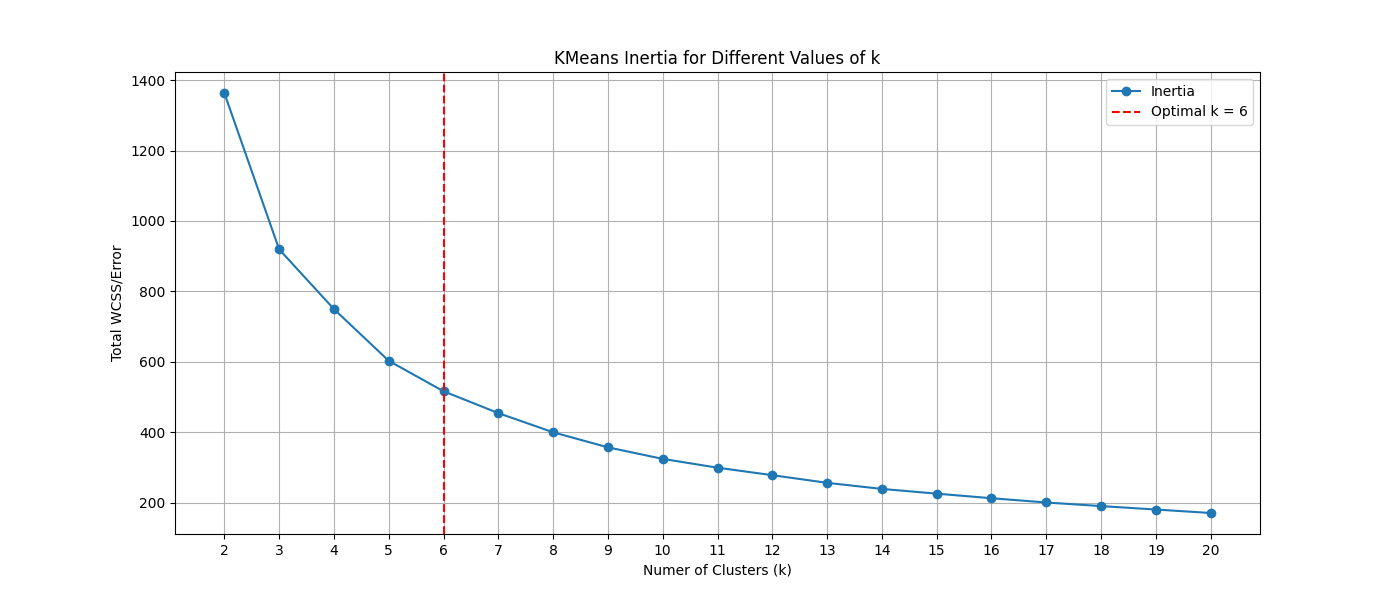 KMeans Inertia for Different Values of k
Total WCSS/Error
1400
1200
1000
800
600
400
200
Inertia
Optimal k = 6
2 3 4 5 6 7 8 9 10 11 12 13 14 15 16 17 18 19 20
Numer of Clusters (k)